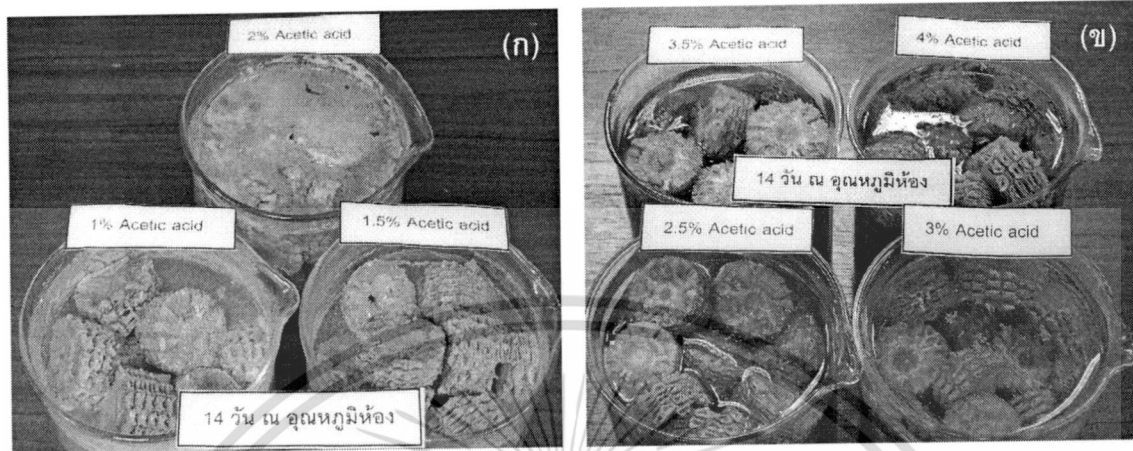 2% Acetic acid
(ก)
1% Acetic acid
1.5% Acetic acid
14 วัน ณ อุณหภูมิห้อง
3.5% Acetic acid
4% Acetic acid
(ข)
14 วัน ณ อุณหภูมิห้อง
2.5% Acetic acid
3% Acetic acid